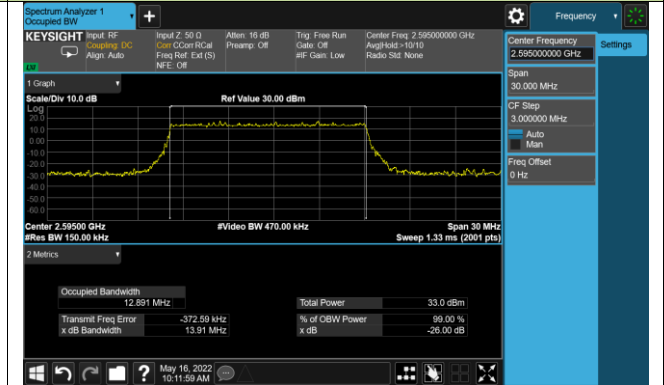 Spectrum Analyzer 1
Occupied BW
+
Frequency
KEYSIGHT
Input: RF
Coupling: DC
Align: Auto
Input Z: 50 Ω
Corr CCorr RCal
Freq Ref: Ext (S)
NFE: Off
Atten: 16 dB
Preamp: Off
Trig: Free Run
Gate: Off
#IF Gain: Low
Center Freq: 2.595000000 GHz
Avg|Hold:>10/10
Radio Std: None
1 Graph
Scale/Div 10.0 dB
Ref Value 30.00 dBm
Log
20.0
10.0
0.00
-10.0
-20.0
-30.0
-40.0
-50.0
-60.0
Center 2.59500 GHz
#Res BW 150.00 kHz
#Video BW 470.00 kHz
Span 30 MHz
Sweep 1.33 ms (2001 pts)
2 Metrics
Occupied Bandwidth
12.891 MHz
Transmit Freq Error -372.59 kHz
x dB Bandwidth 13.91 MHz
Total Power 33.0 dBm
% of OBW Power 99.00 %
x dB -26.00 dB
Center Frequency
2.595000000 GHz
Span
30.000 MHz
CF Step
3.000000 MHz
Auto
Man
Freq Offset
0 Hz
Settings
?
May 16, 2022
10:11:59 AM